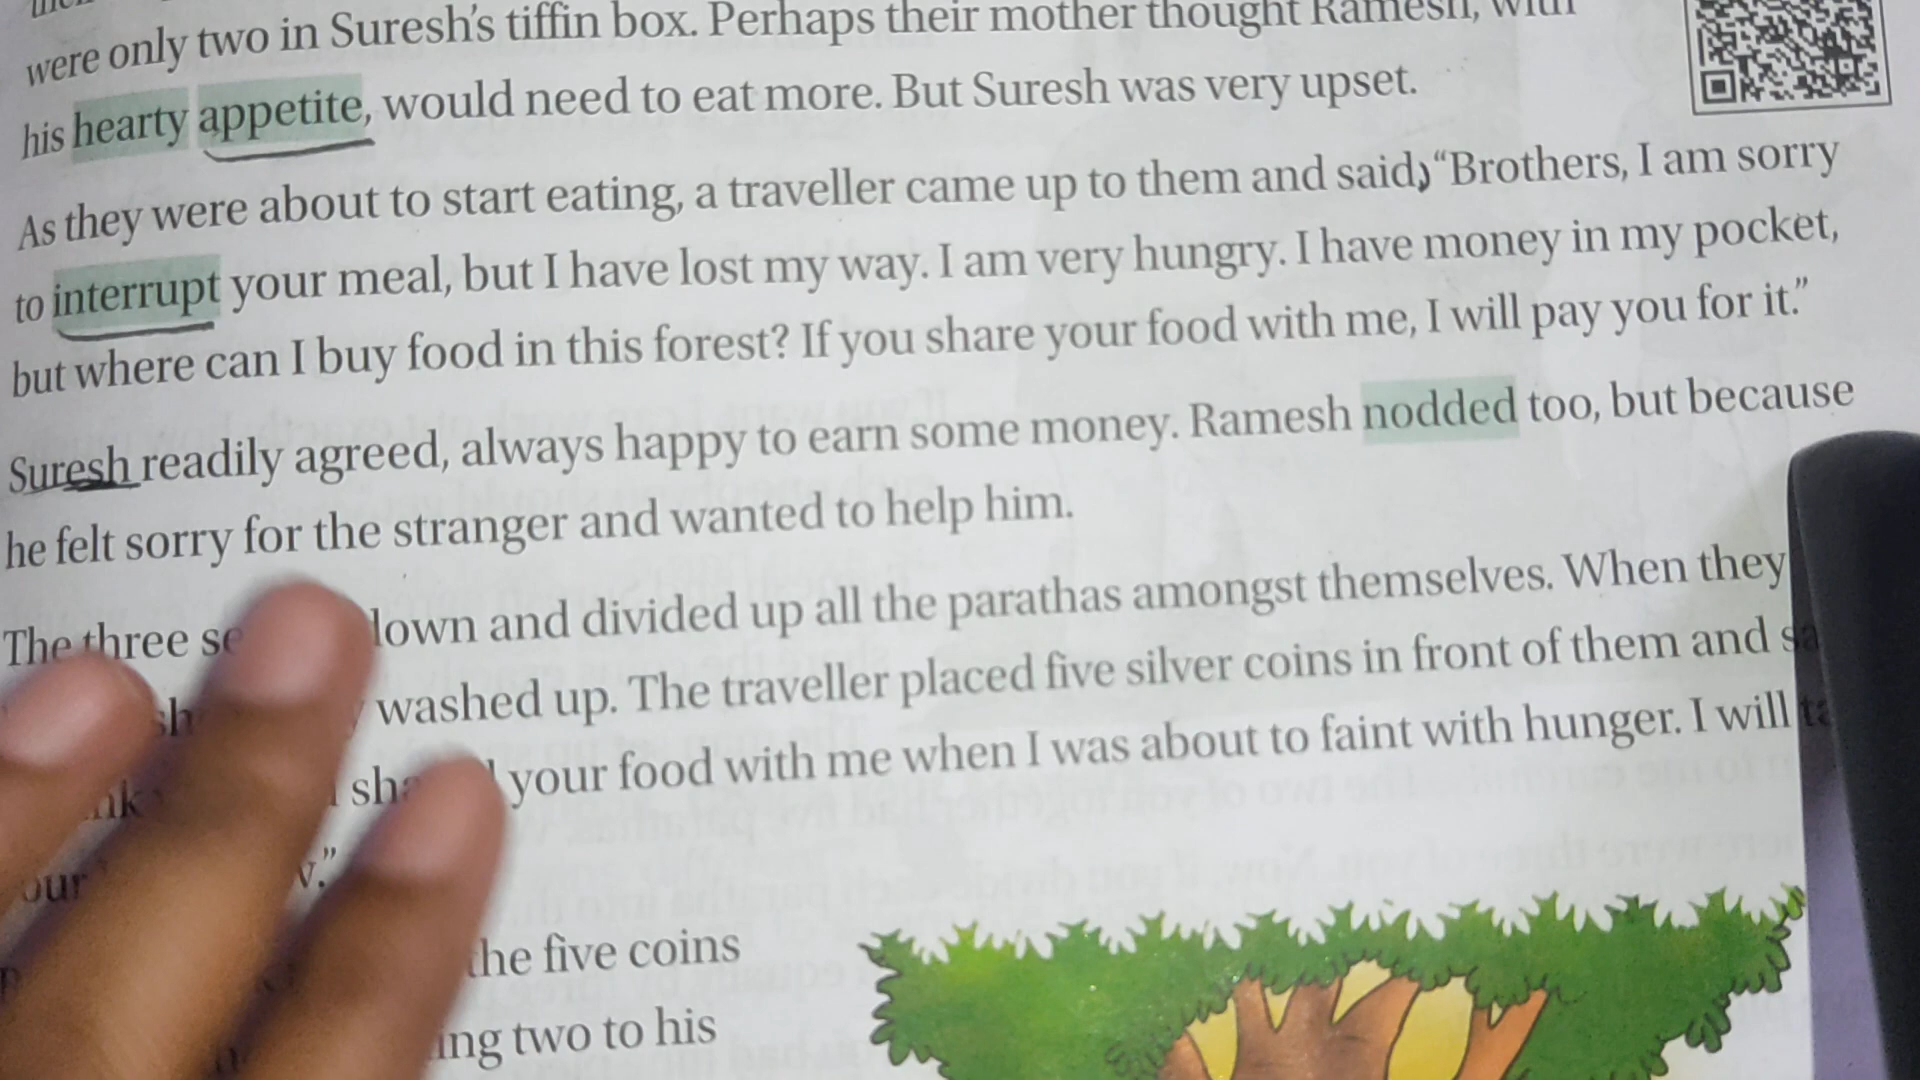 were only two in Suresh's tiffin box. Perhaps their mother thought Ramesh, with
his hearty appetite, would need to eat more. But Suresh was very upset.
As they were about to start eating, a traveller came up to them and said, “Brothers, I am sorry
to interrupt your meal, but I have lost my way. I am very hungry. I have money in my pocket,
but where can I buy food in this forest? If you share your food with me, I will pay you for it.”
Suresh readily agreed, always happy to earn some money. Ramesh nodded too, but because
he felt sorry for the stranger and wanted to help him.
The three down and divided up all the parathas amongst themselves. When they
washed up. The traveller placed five silver coins in front of them and
your food with me when I was about to faint with hunger. I will
the five coins
two to his